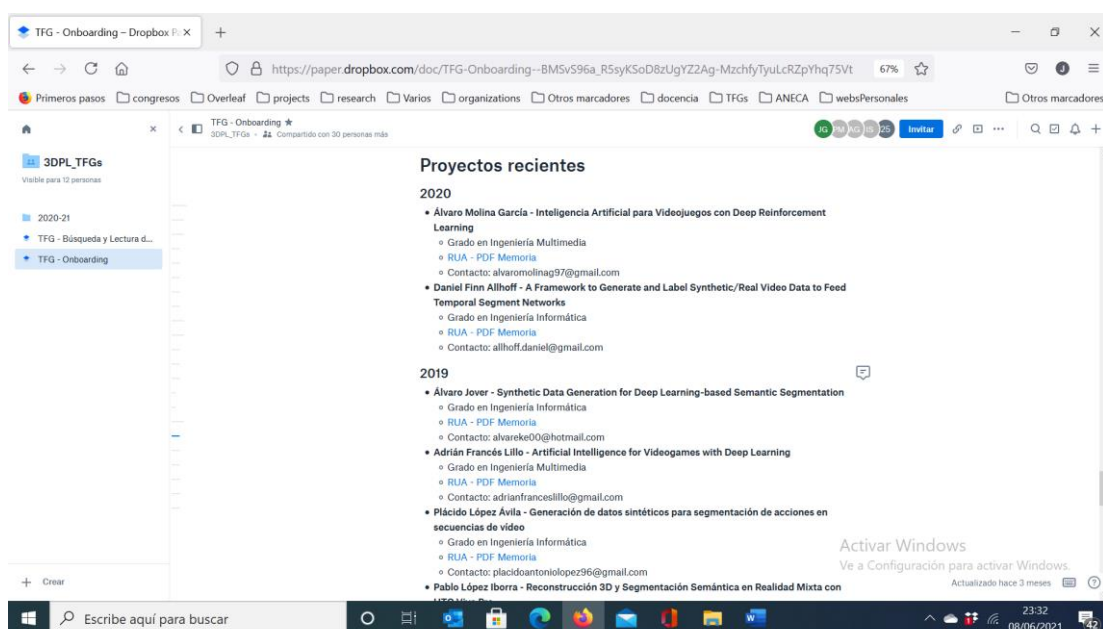 TFG - Onboarding – Dropbox Pa
https://paper.dropbox.com/doc/TFG-Onboarding--BMSvS96a_R5syKSoD8zUgYZ2Ag-MzchfyTyuLcRZpYhq75Vt 67%
Primeros pasos congresos Overleaf projects research Varios organizations Otros marcadores docencia TFGs ANECA websPersonales Otros marcadores
TFG - Onboarding ★
3DPL_TFGs - Compartido con 30 personas más
JG PM AG IS 25 Invitar
3DPL_TFGs
Visible para 12 personas
2020-21
TFG - Búsqueda y Lectura d...
TFG - Onboarding
+ Crear
Proyectos recientes
2020
• Álvaro Molina García - Inteligencia Artificial para Videojuegos con Deep Reinforcement
Learning
◦ Grado en Ingeniería Multimedia
◦ RUA - PDF Memoria
◦ Contacto: alvaromolinag97@gmail.com
• Daniel Finn Allhoff - A Framework to Generate and Label Synthetic/Real Video Data to Feed
Temporal Segment Networks
◦ Grado en Ingeniería Informática
◦ RUA - PDF Memoria
◦ Contacto: allhoff.daniel@gmail.com
2019
• Álvaro Jover - Synthetic Data Generation for Deep Learning-based Semantic Segmentation
◦ Grado en Ingeniería Informática
◦ RUA - PDF Memoria
◦ Contacto: alvareke00@hotmail.com
• Adrián Francés Lillo - Artificial Intelligence for Videogames with Deep Learning
◦ Grado en Ingeniería Multimedia
◦ RUA - PDF Memoria
◦ Contacto: adrianfranceslillo@gmail.com
• Plácido López Ávila - Generación de datos sintéticos para segmentación de acciones en
secuencias de vídeo
◦ Grado en Ingeniería Informática
◦ RUA - PDF Memoria
◦ Contacto: placidoantoniolopez96@gmail.com
• Pablo López Iborra - Reconstrucción 3D y Segmentación Semántica en Realidad Mixta con
HTC Vive Pro
Activar Windows
Ve a Configuración para activar Windows.
Actualizado hace 3 meses
Escribe aquí para buscar
23:32
08/06/2021
42